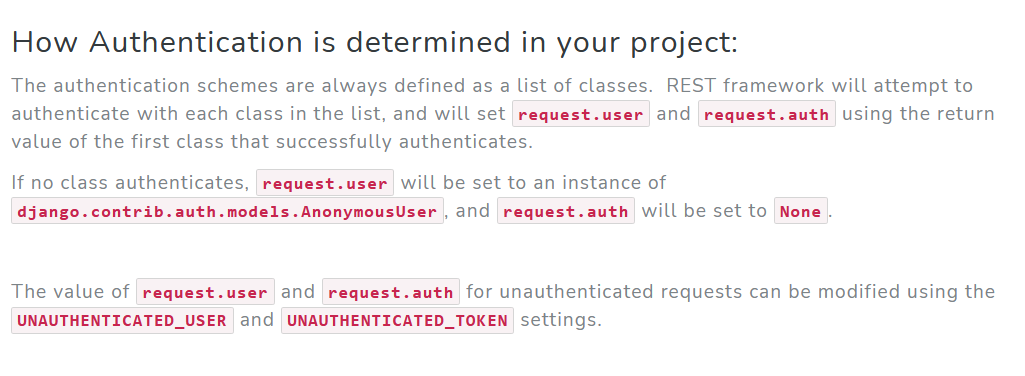 How Authentication is determined in your project:
The authentication schemes are always defined as a list of classes.  REST framework will attempt to
authenticate with each class in the list, and will set request.user and request.auth using the return
value of the first class that successfully authenticates.
If no class authenticates, request.user will be set to an instance of
django.contrib.auth.models.AnonymousUser, and request.auth will be set to None.
The value of request.user and request.auth for unauthenticated requests can be modified using the
UNAUTHENTICATED_USER and UNAUTHENTICATED_TOKEN settings.